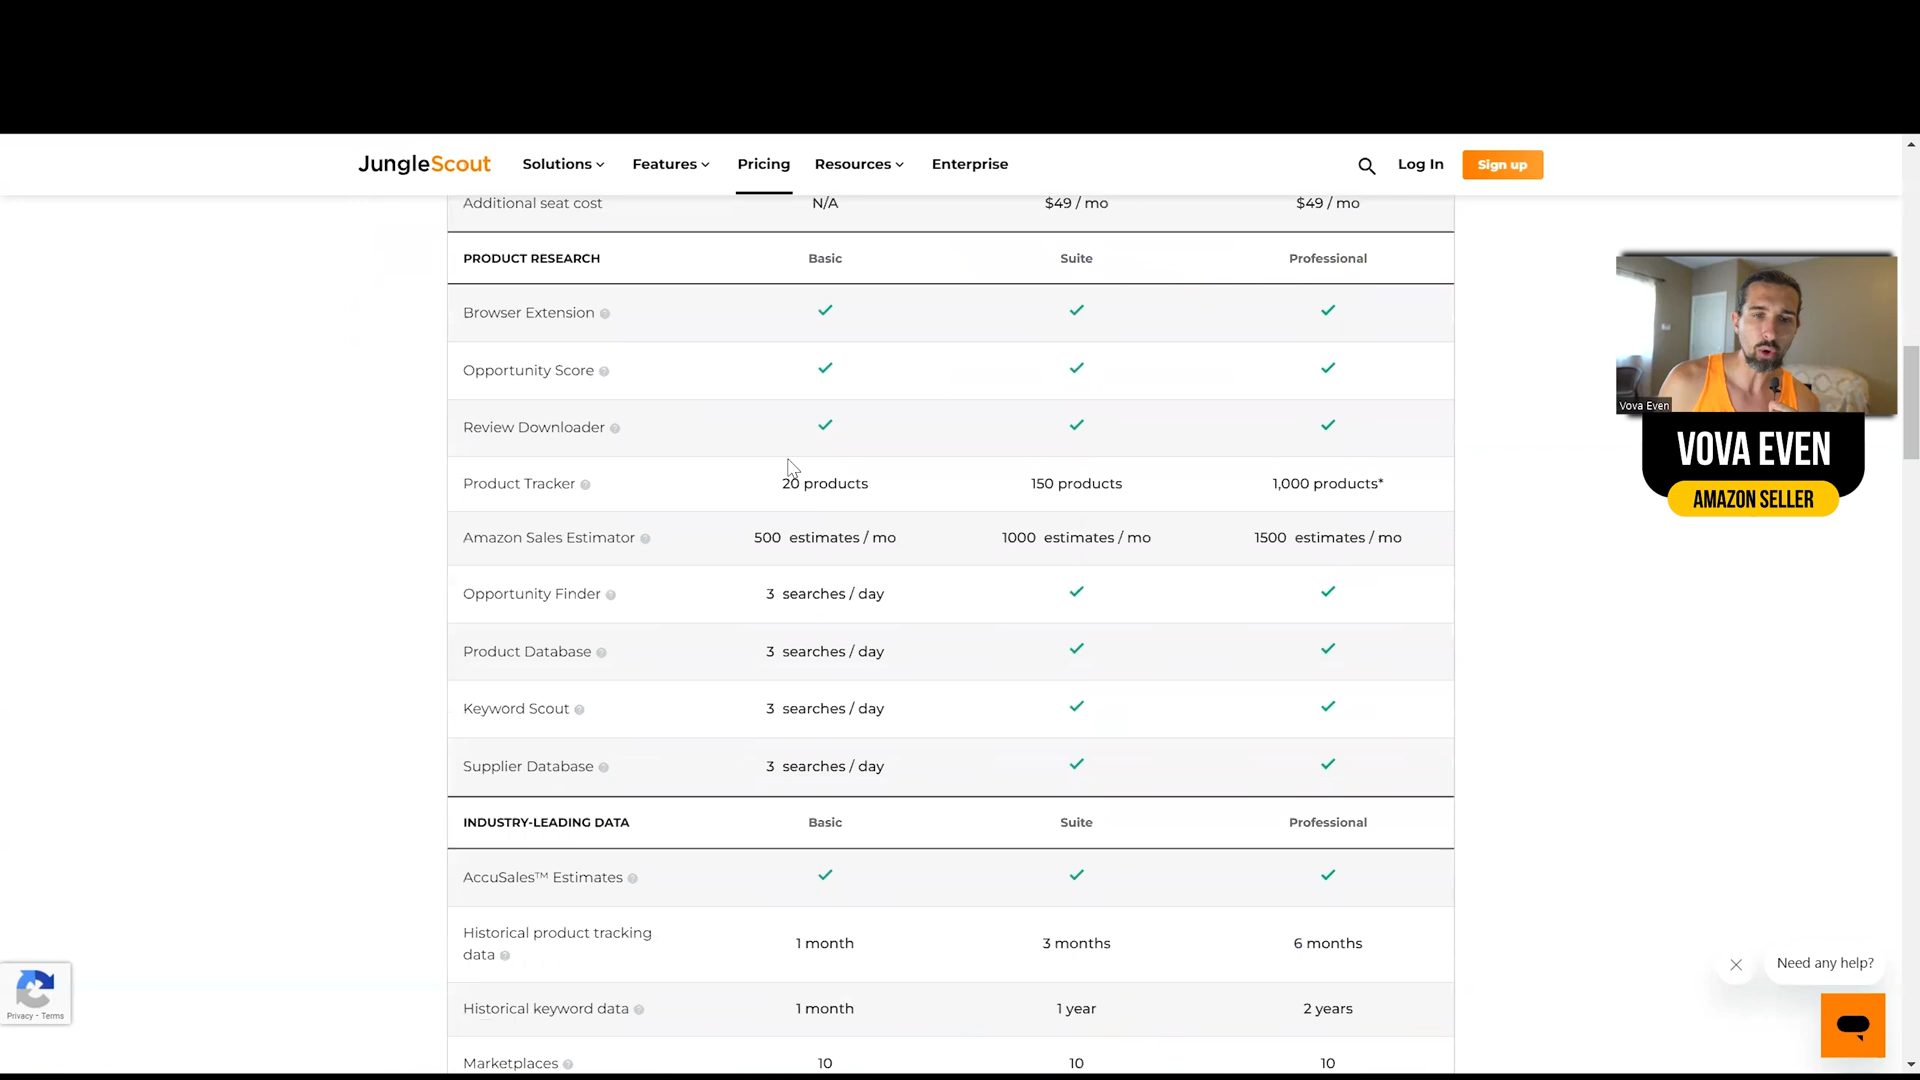 JungleScout Solutions Features Pricing Resources Enterprise Log In Sign up
Additional seat cost N/A $49 / mo $49 / mo
PRODUCT RESEARCH Basic Suite Professional
Browser Extension
Opportunity Score
Review Downloader
Product Tracker 20 products 150 products 1,000 products*
Amazon Sales Estimator 500 estimates / mo 1000 estimates / mo 1500 estimates / mo
Opportunity Finder 3 searches / day
Product Database 3 searches / day
Keyword Scout 3 searches / day
Supplier Database 3 searches / day
INDUSTRY-LEADING DATA Basic Suite Professional
AccuSales™ Estimates
Historical product tracking
data 1 month 3 months 6 months
Historical keyword data 1 month 1 year 2 years
Marketplaces 10 10 10
Vova Even
VOVA EVEN
AMAZON SELLER
Need any help?
Privacy - Terms